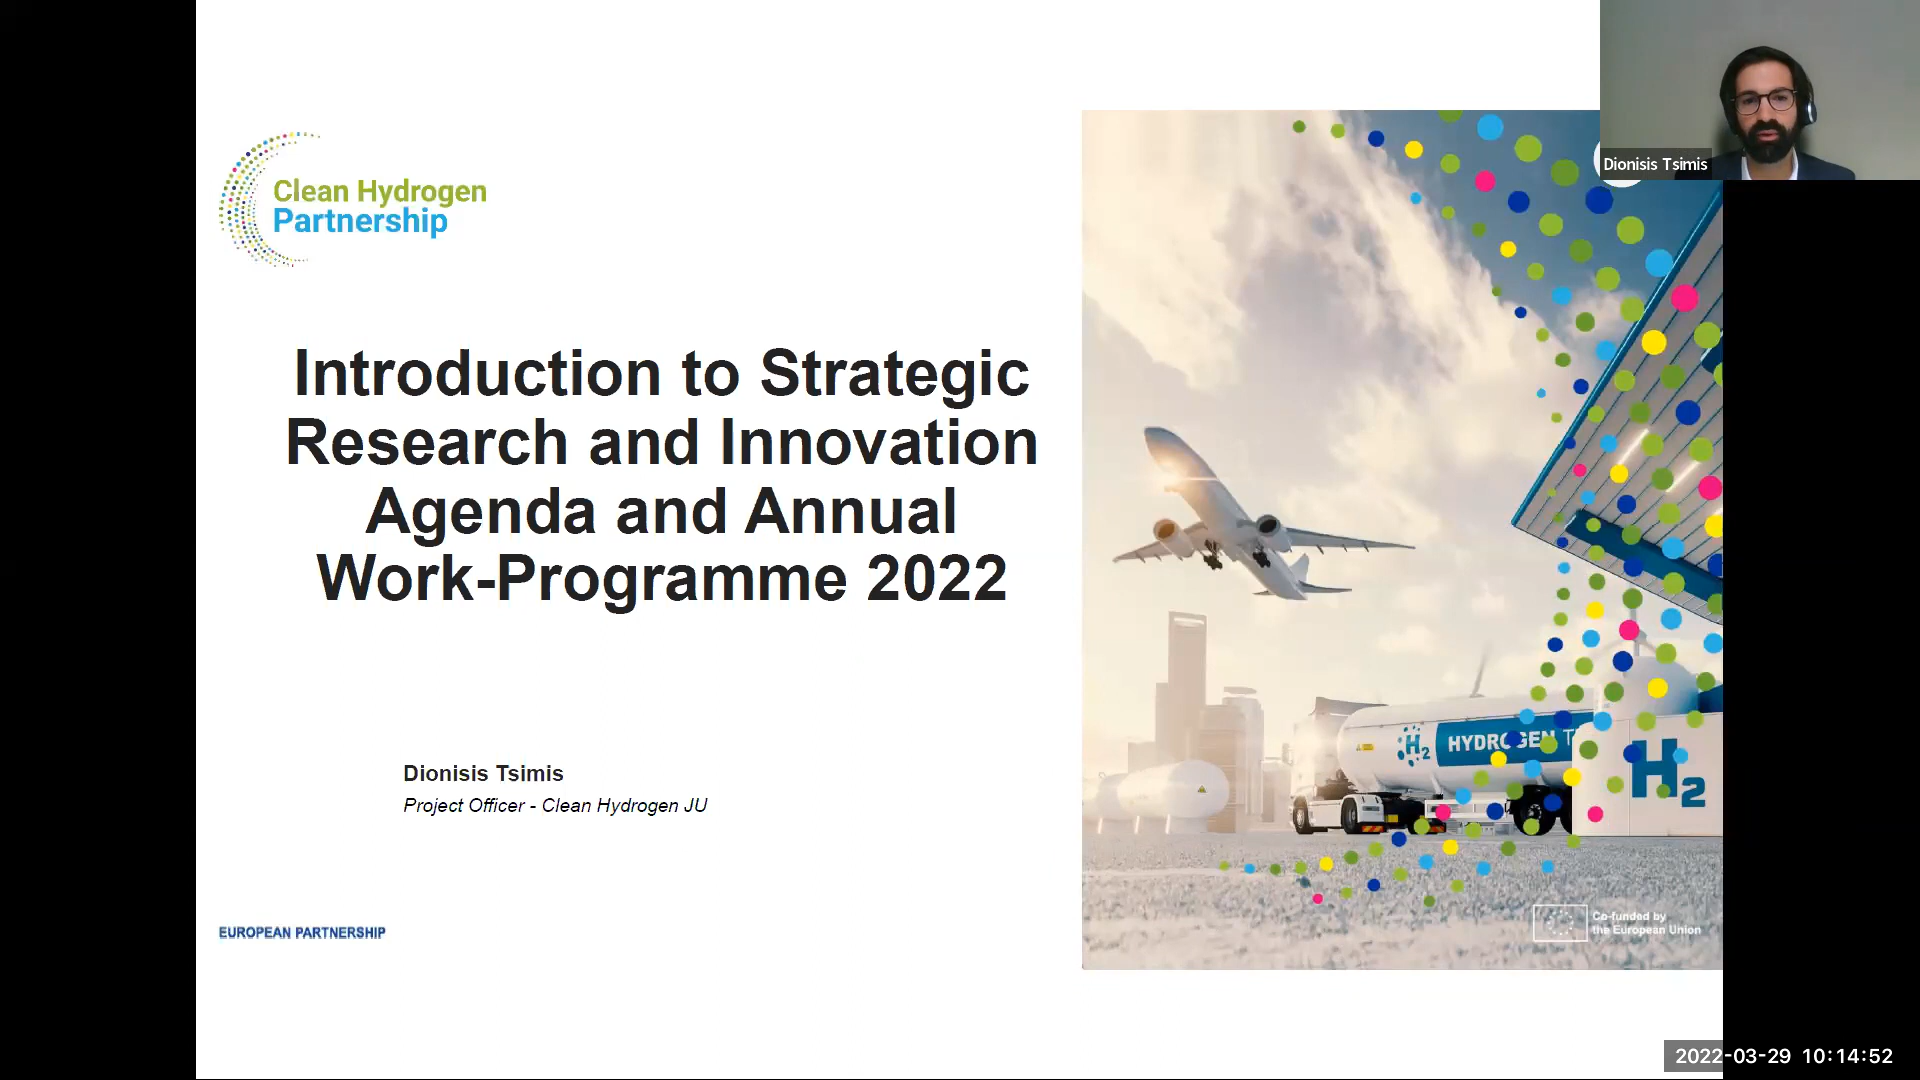 Clean Hydrogen
Partnership
Dionisis Tsimis
Introduction to Strategic
Research and Innovation
Agenda and Annual
Work-Programme 2022
Dionisis Tsimis
Project Officer - Clean Hydrogen JU
EUROPEAN PARTNERSHIP
H2
HYDROGEN T
H2
Co-funded by
the European Union
2022-03-29 10:14:52